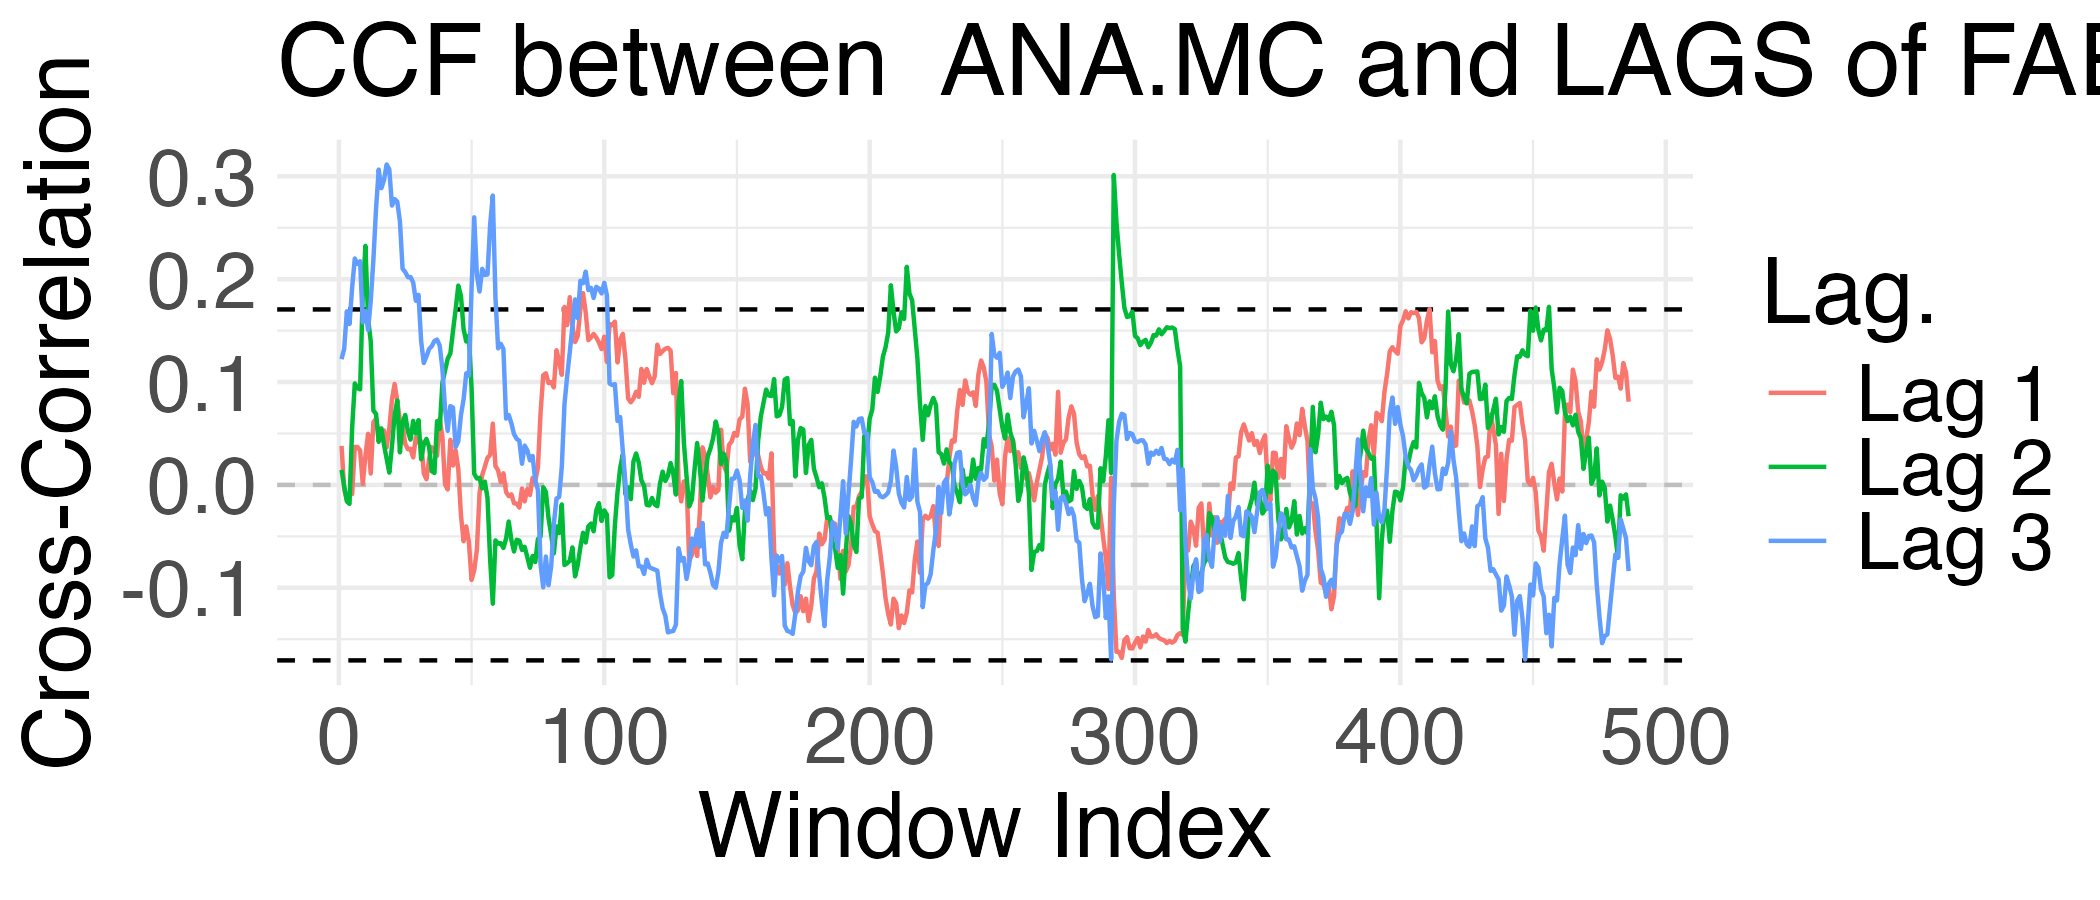 CCF between  ANA.MC and LAGS of FAE
Cross-Correlation
0.3
0.2
0.1
0.0
-0.1
0
100
200
300
400
500
Window Index
Lag.
Lag 1
Lag 2
Lag 3